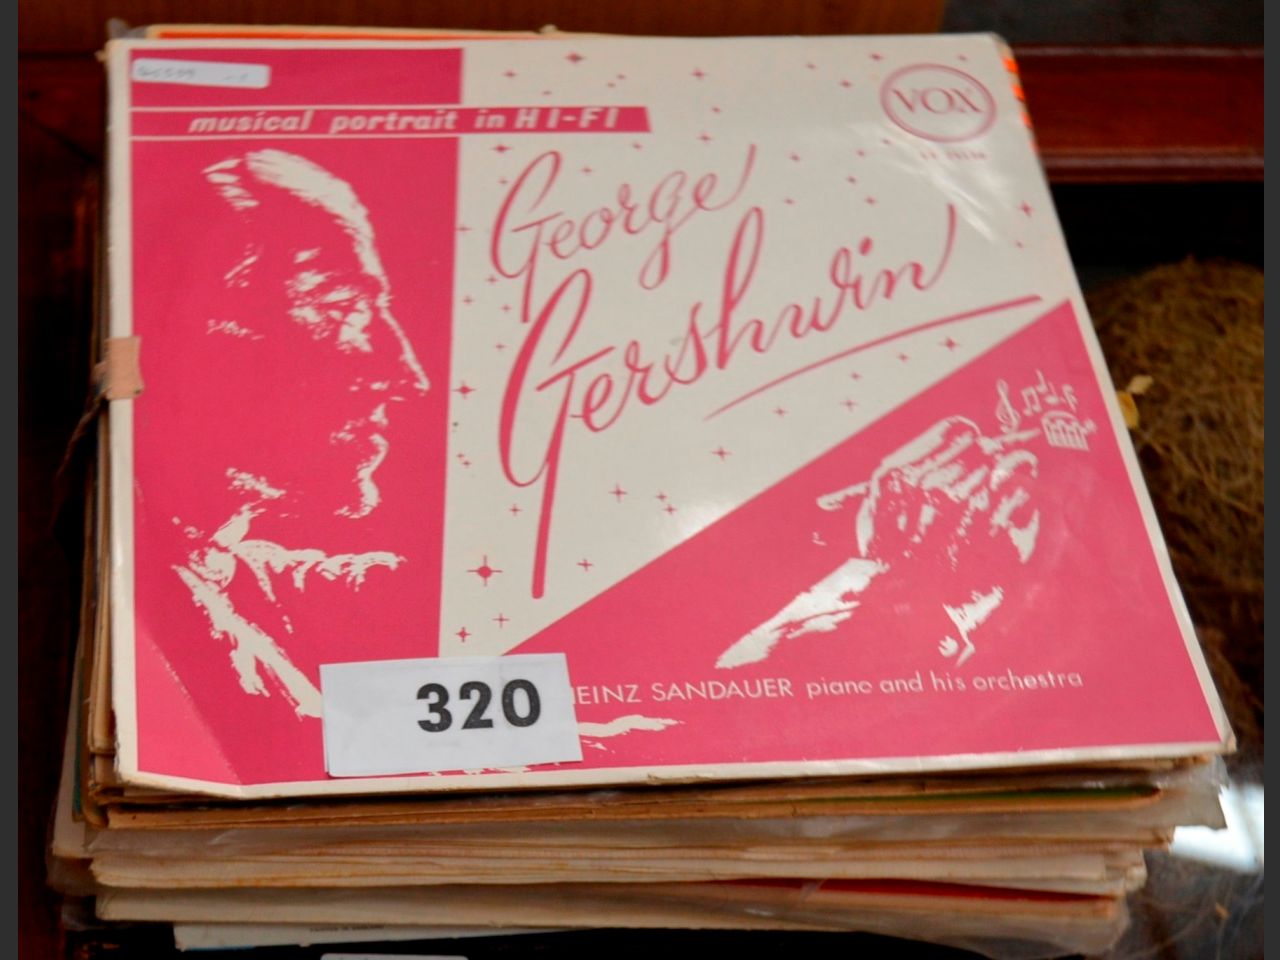 musical portrait in HI-FI
VOX
George
Gershwin
320
EINZ SANDAUER piano and his orchestra